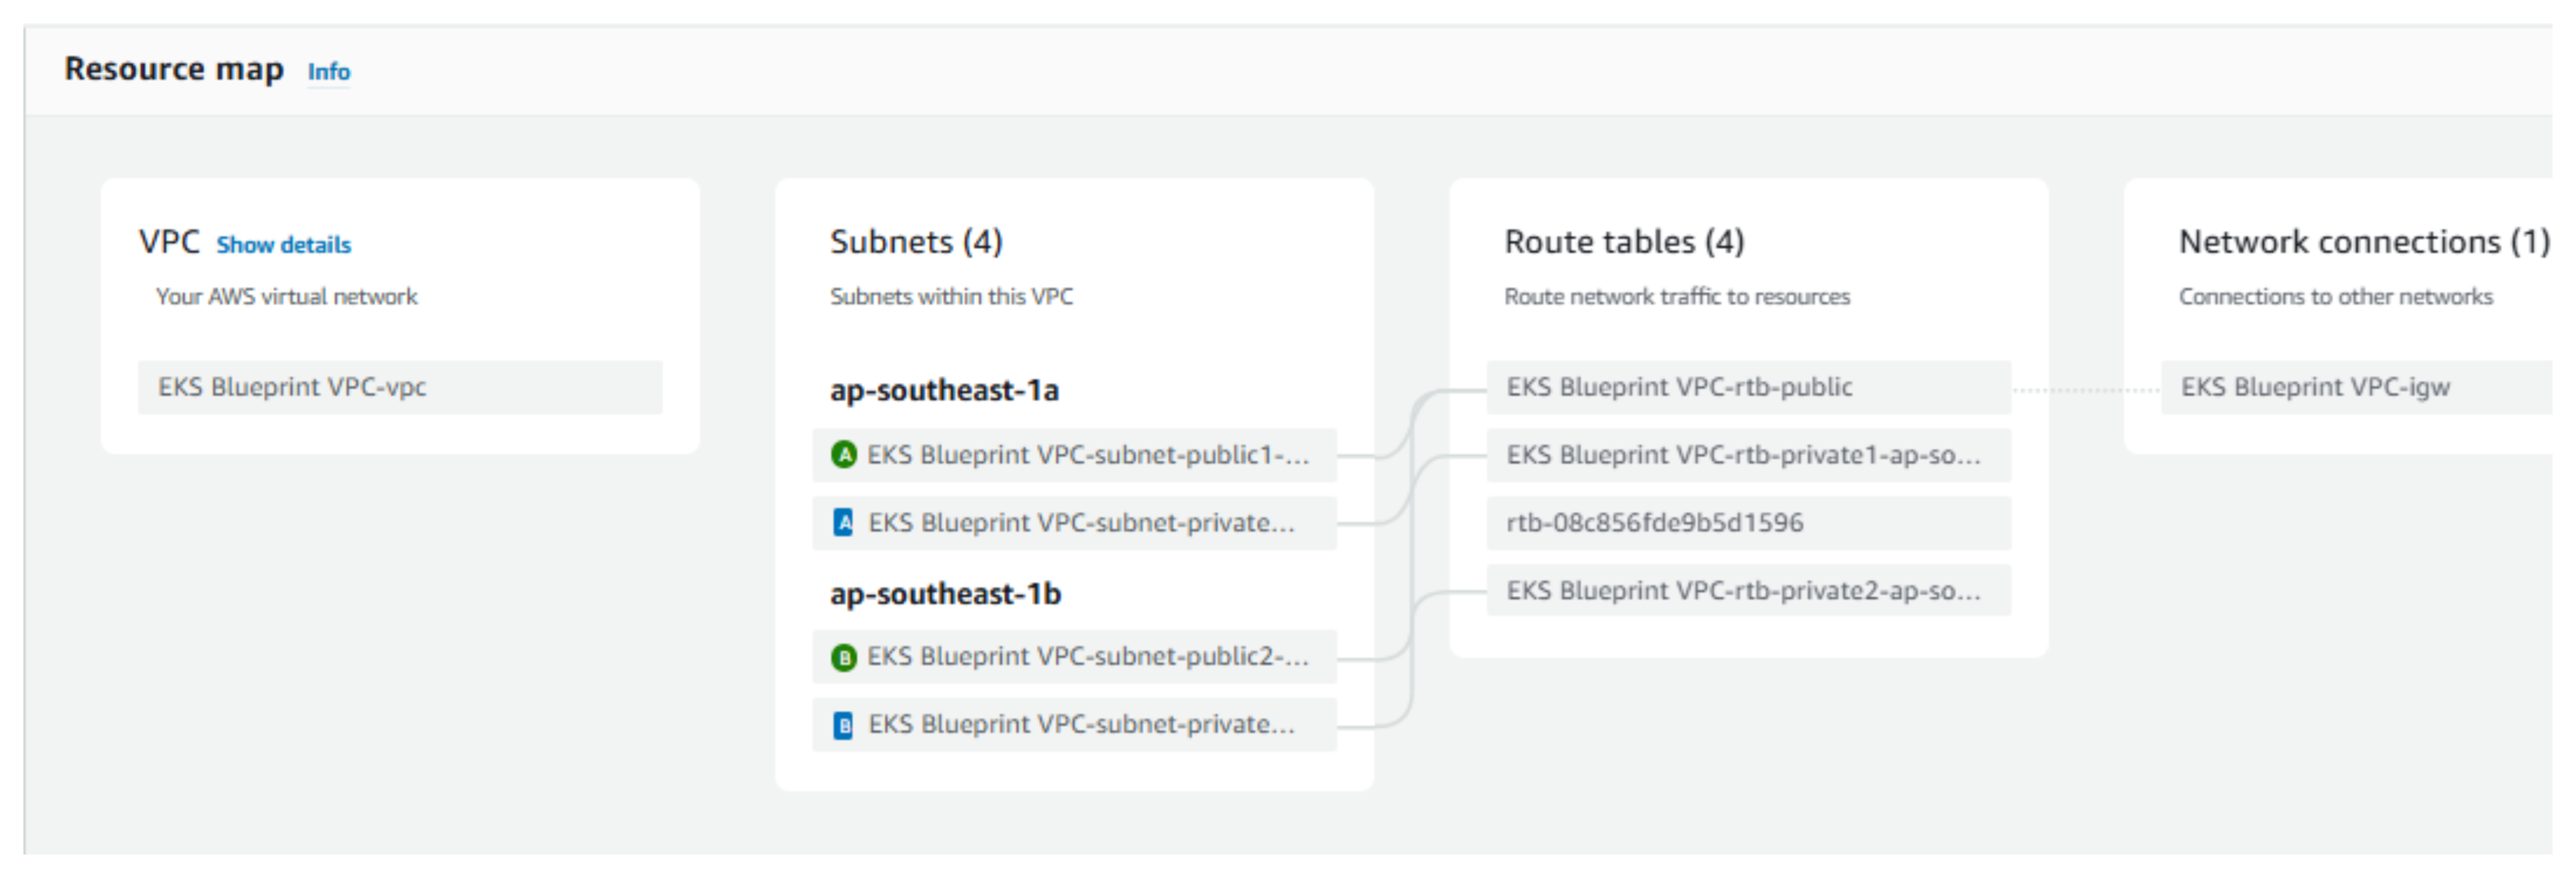 Resource map Info
VPC Show details
Your AWS virtual network
EKS Blueprint VPC-vpc
Subnets (4)
Subnets within this VPC
ap-southeast-1a
A EKS Blueprint VPC-subnet-public1-...
A EKS Blueprint VPC-subnet-private...
ap-southeast-1b
B EKS Blueprint VPC-subnet-public2-...
B EKS Blueprint VPC-subnet-private...
Route tables (4)
Route network traffic to resources
EKS Blueprint VPC-rtb-public
EKS Blueprint VPC-rtb-private1-ap-so...
rtb-08c856fde9b5d1596
EKS Blueprint VPC-rtb-private2-ap-so...
Network connections (1)
Connections to other networks
EKS Blueprint VPC-igw